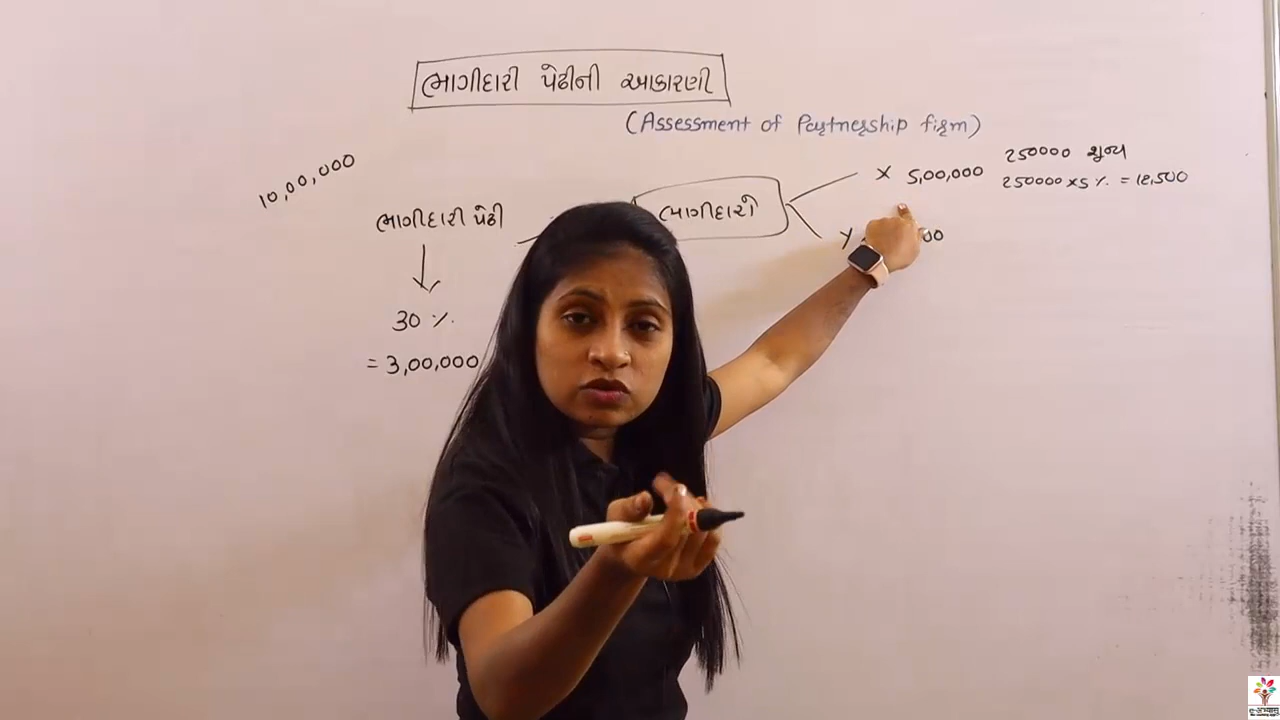 ભાગીદારી પેઢીની આકારણી
(Assessment of Partnership firm)
10,00,000
ભાગીદારી પેઢી
30 %.
= 3,00,000
ભાગીદારો
X 5,00,000
250000 શૂન્ય
250000 x 5 %. = 12,500
Y